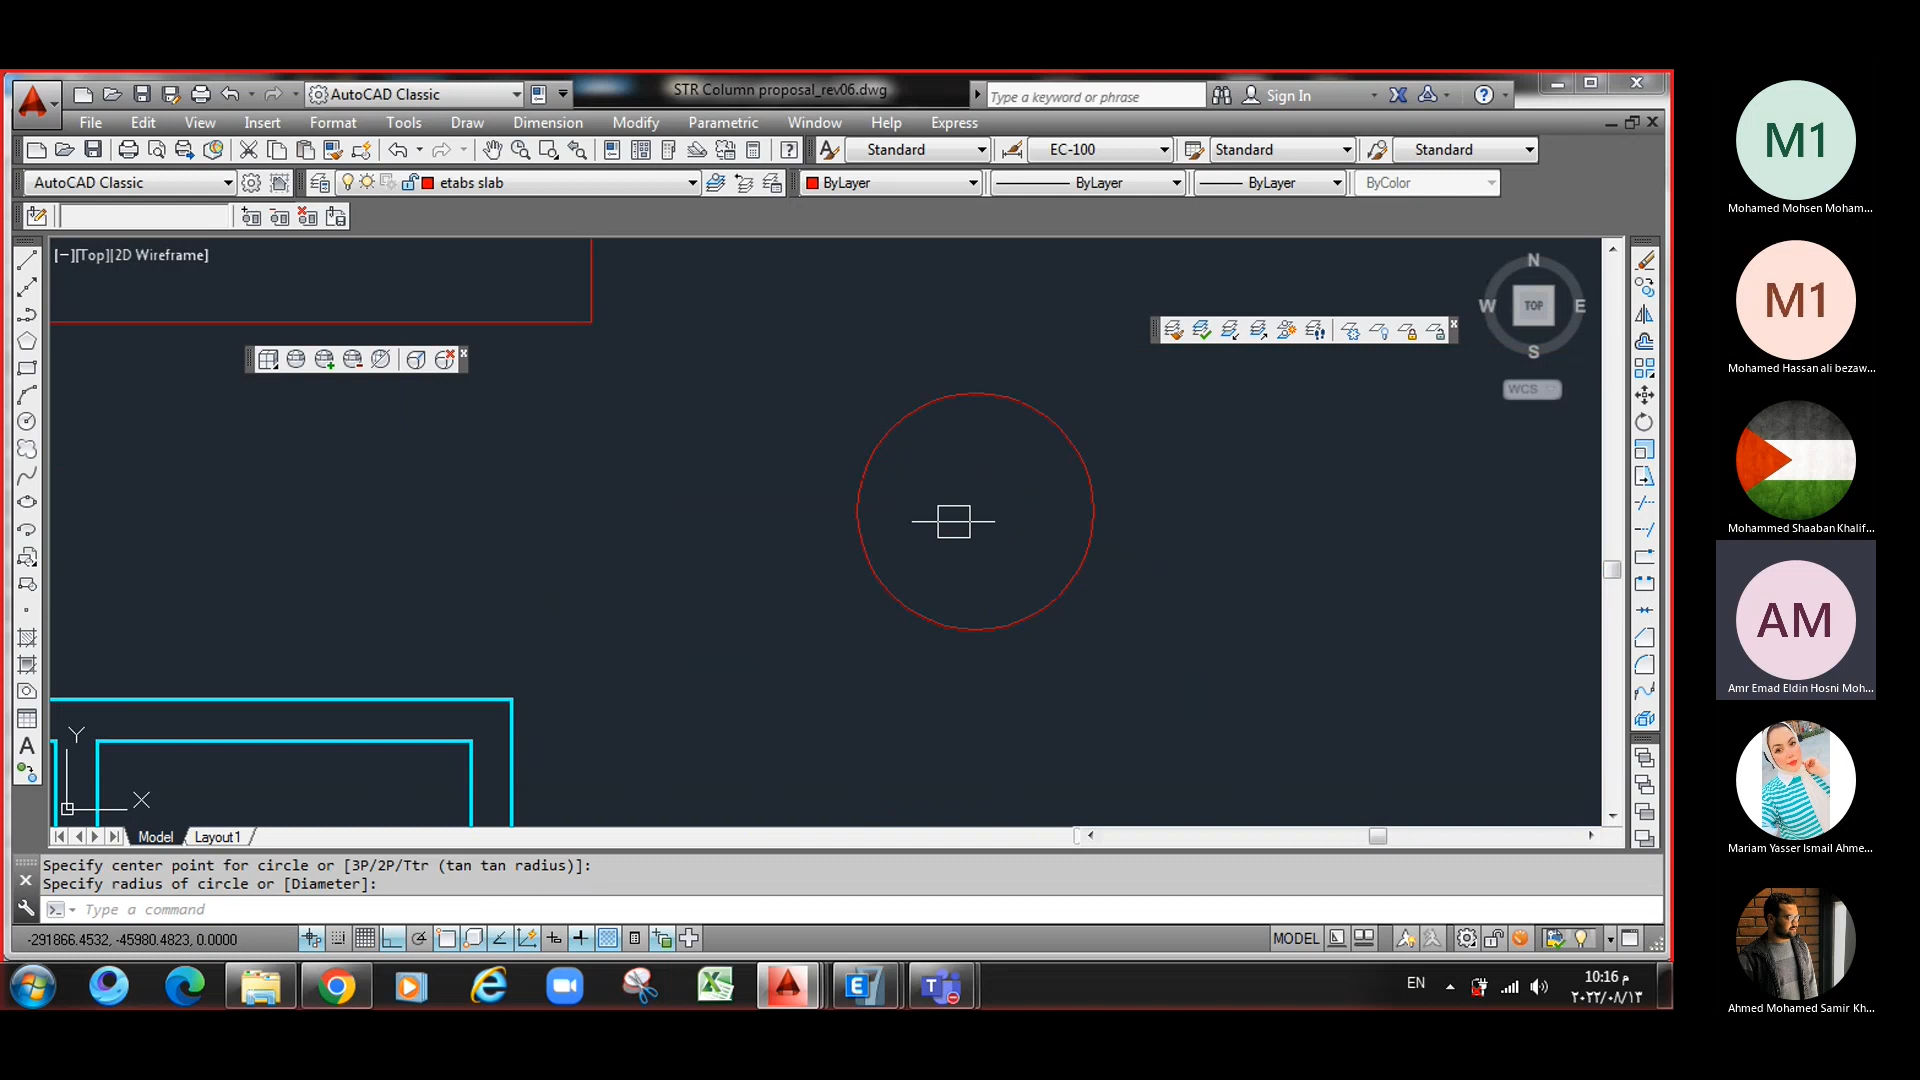 AutoCAD Classic
STR Column proposal_rev06.dwg
Type a keyword or phrase
Sign In
File Edit View Insert Format Tools Draw Dimension Modify Parametric Window Help Express
Standard EC-100 Standard Standard
AutoCAD Classic etabs slab ByLayer ByLayer ByLayer ByColor
[−][Top][2D Wireframe]
N
W TOP E
S
WCS
Y
X
Model Layout1
Specify center point for circle or [3P/2P/Ttr (tan tan radius)]:
Specify radius of circle or [Diameter]:
Type a command
-291866.4532, -45980.4823, 0.0000
MODEL
EN
10:16 م
٢٠٢٢/٠٨/١٣
M1
Mohamed Mohsen Moham...
M1
Mohamed Hassan ali bezaw...
Mohammed Shaaban Khalif...
AM
Amr Emad Eldin Hosni Moh...
Mariam Yasser Ismail Ahme...
Ahmed Mohamed Samir Kh...